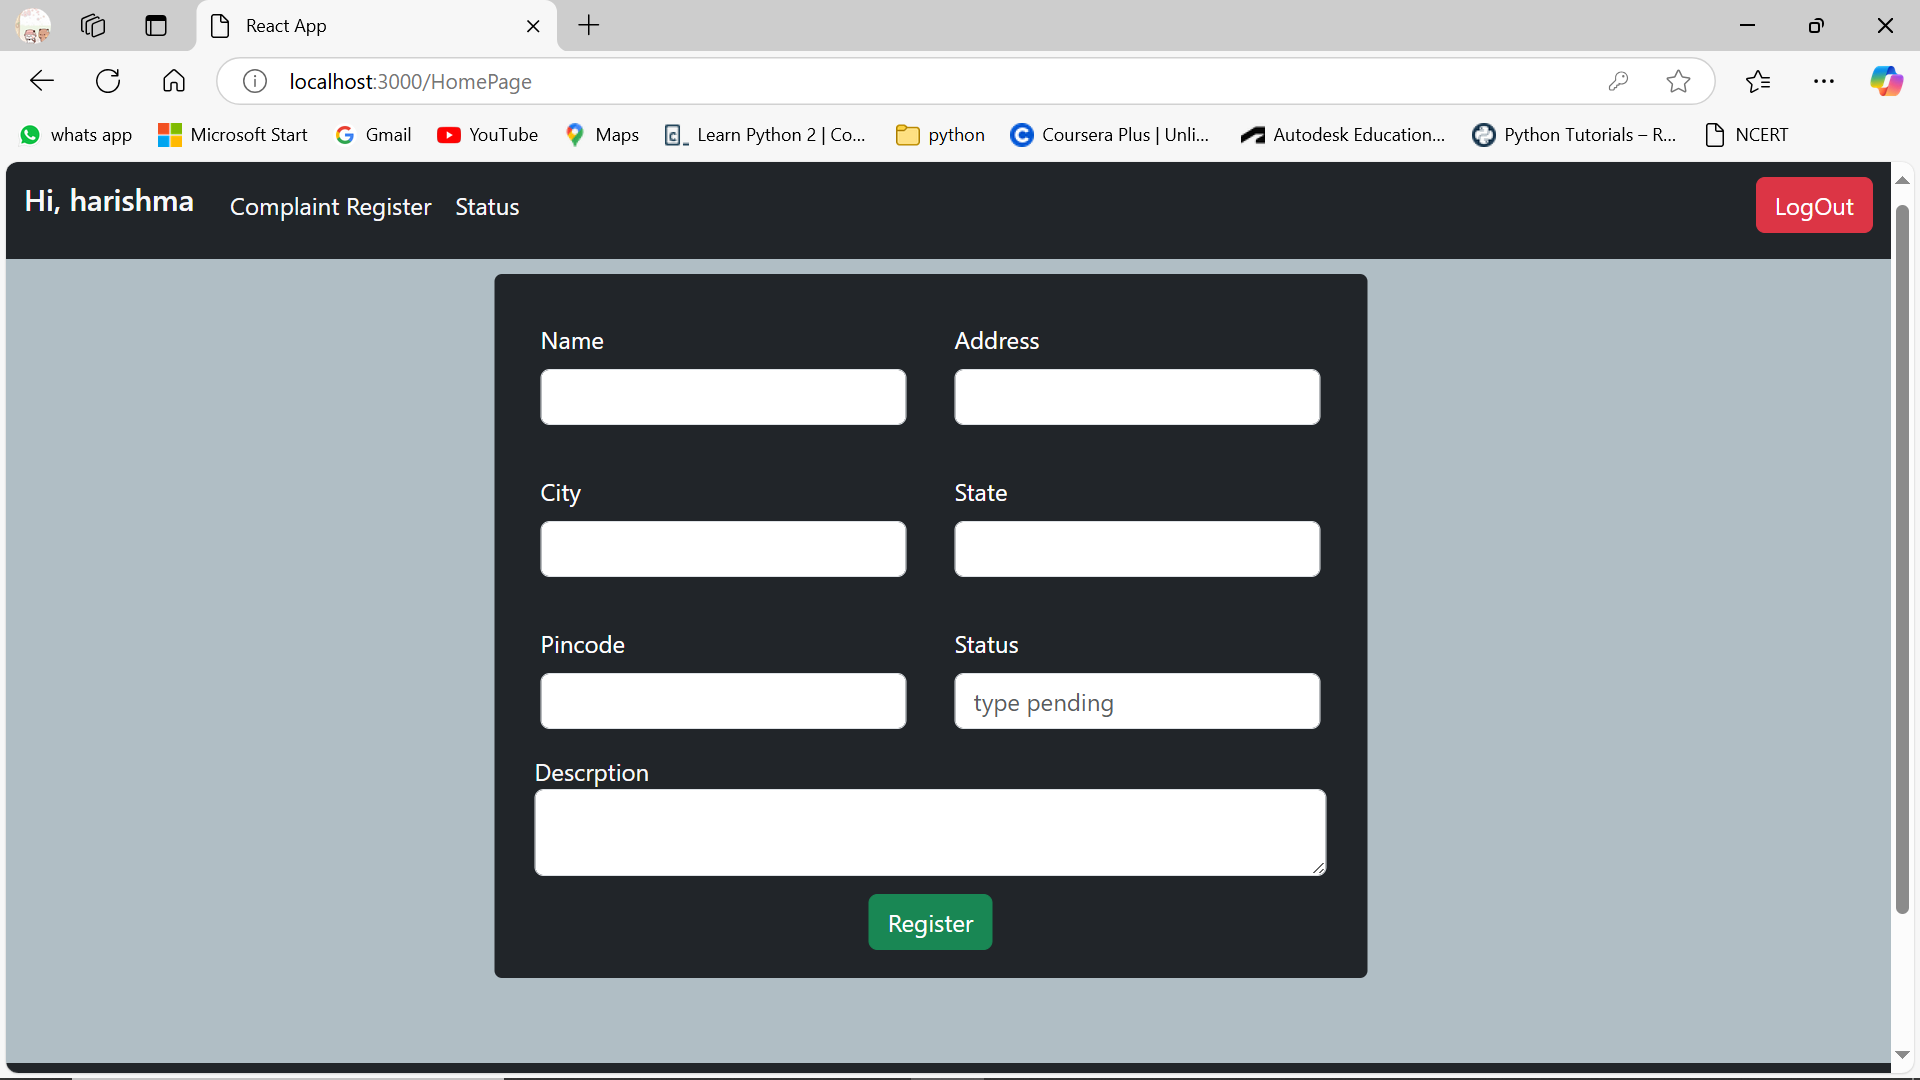 React App
localhost:3000/HomePage
whats app Microsoft Start Gmail YouTube Maps Learn Python 2 | Co... python Coursera Plus | Unli... Autodesk Education... Python Tutorials – R... NCERT
Hi, harishma Complaint Register Status LogOut
Name Address
City State
Pincode Status
type pending
Descrption
Register